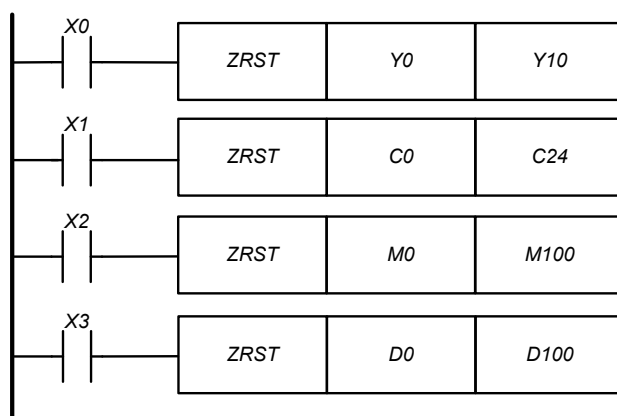 X0
ZRST Y0 Y10
X1
ZRST C0 C24
X2
ZRST M0 M100
X3
ZRST D0 D100